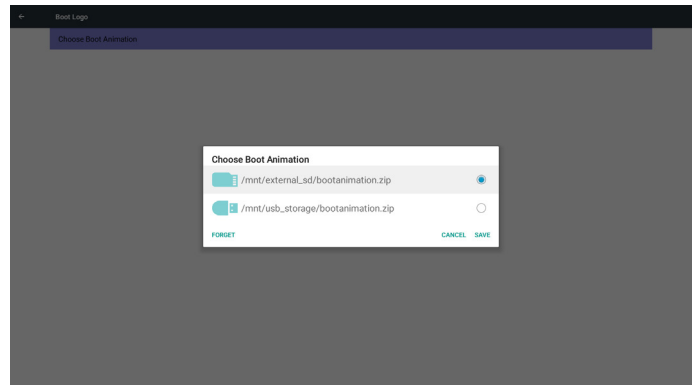 Boot Logo
Choose Boot Animation
Choose Boot Animation
/mnt/external_sd/bootanimation.zip
/mnt/usb_storage/bootanimation.zip
FORGET CANCEL SAVE